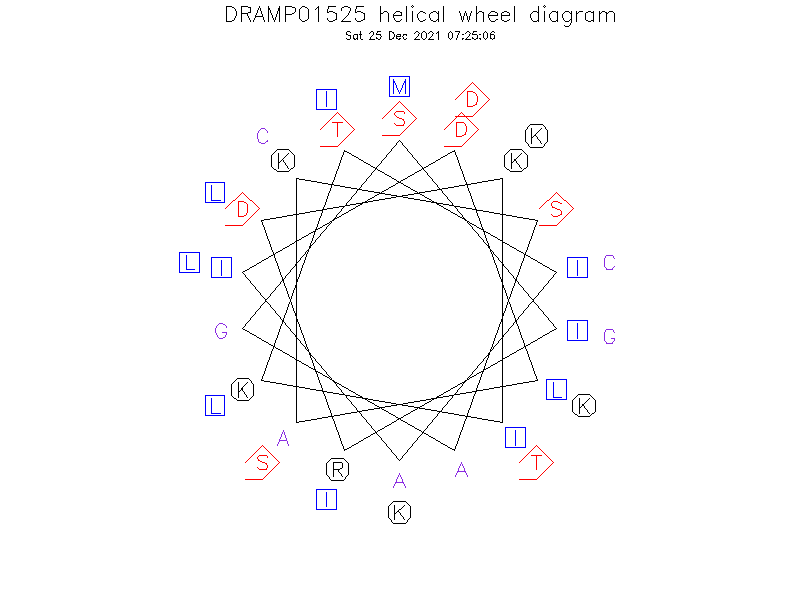 DRAMP01525 helical wheel diagram
Sat 25 Dec 2021 07:25:06
M
I D
T S D
C K K
K
L D S
L I I C
G I G
L K L K
A I
S R A A T
I K